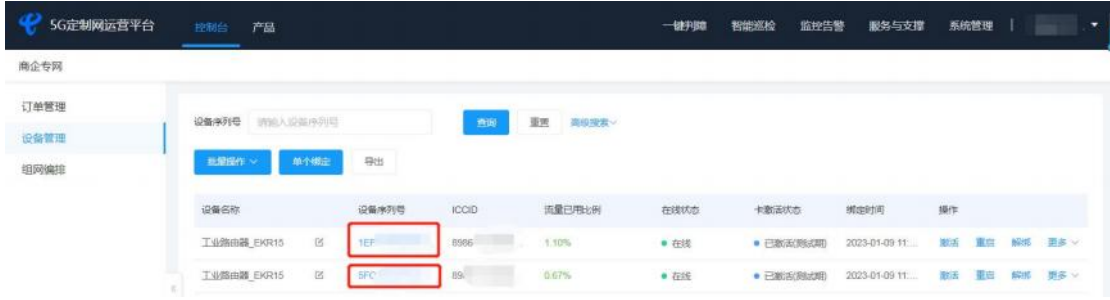 5G定制网运营平台 控制台 产品 一键判障 智能巡检 监控告警 服务与支撑 系统管理
商企专网
订单管理
设备管理
组网编排
设备序列号 请输入设备序列号 查询 重置 高级搜索
批量操作 单个绑定 导出
设备名称 设备序列号 ICCID 流量已用比例 在线状态 卡激活状态 绑定时间 操作
工业路由器_EKR15 1EF 8986 1.10% 在线 已激活(测试期) 2023-01-09 11:... 激活 重启 解绑 更多
工业路由器_EKR15 5FC 89 0.67% 在线 已激活(测试期) 2023-01-09 11:... 激活 重启 解绑 更多